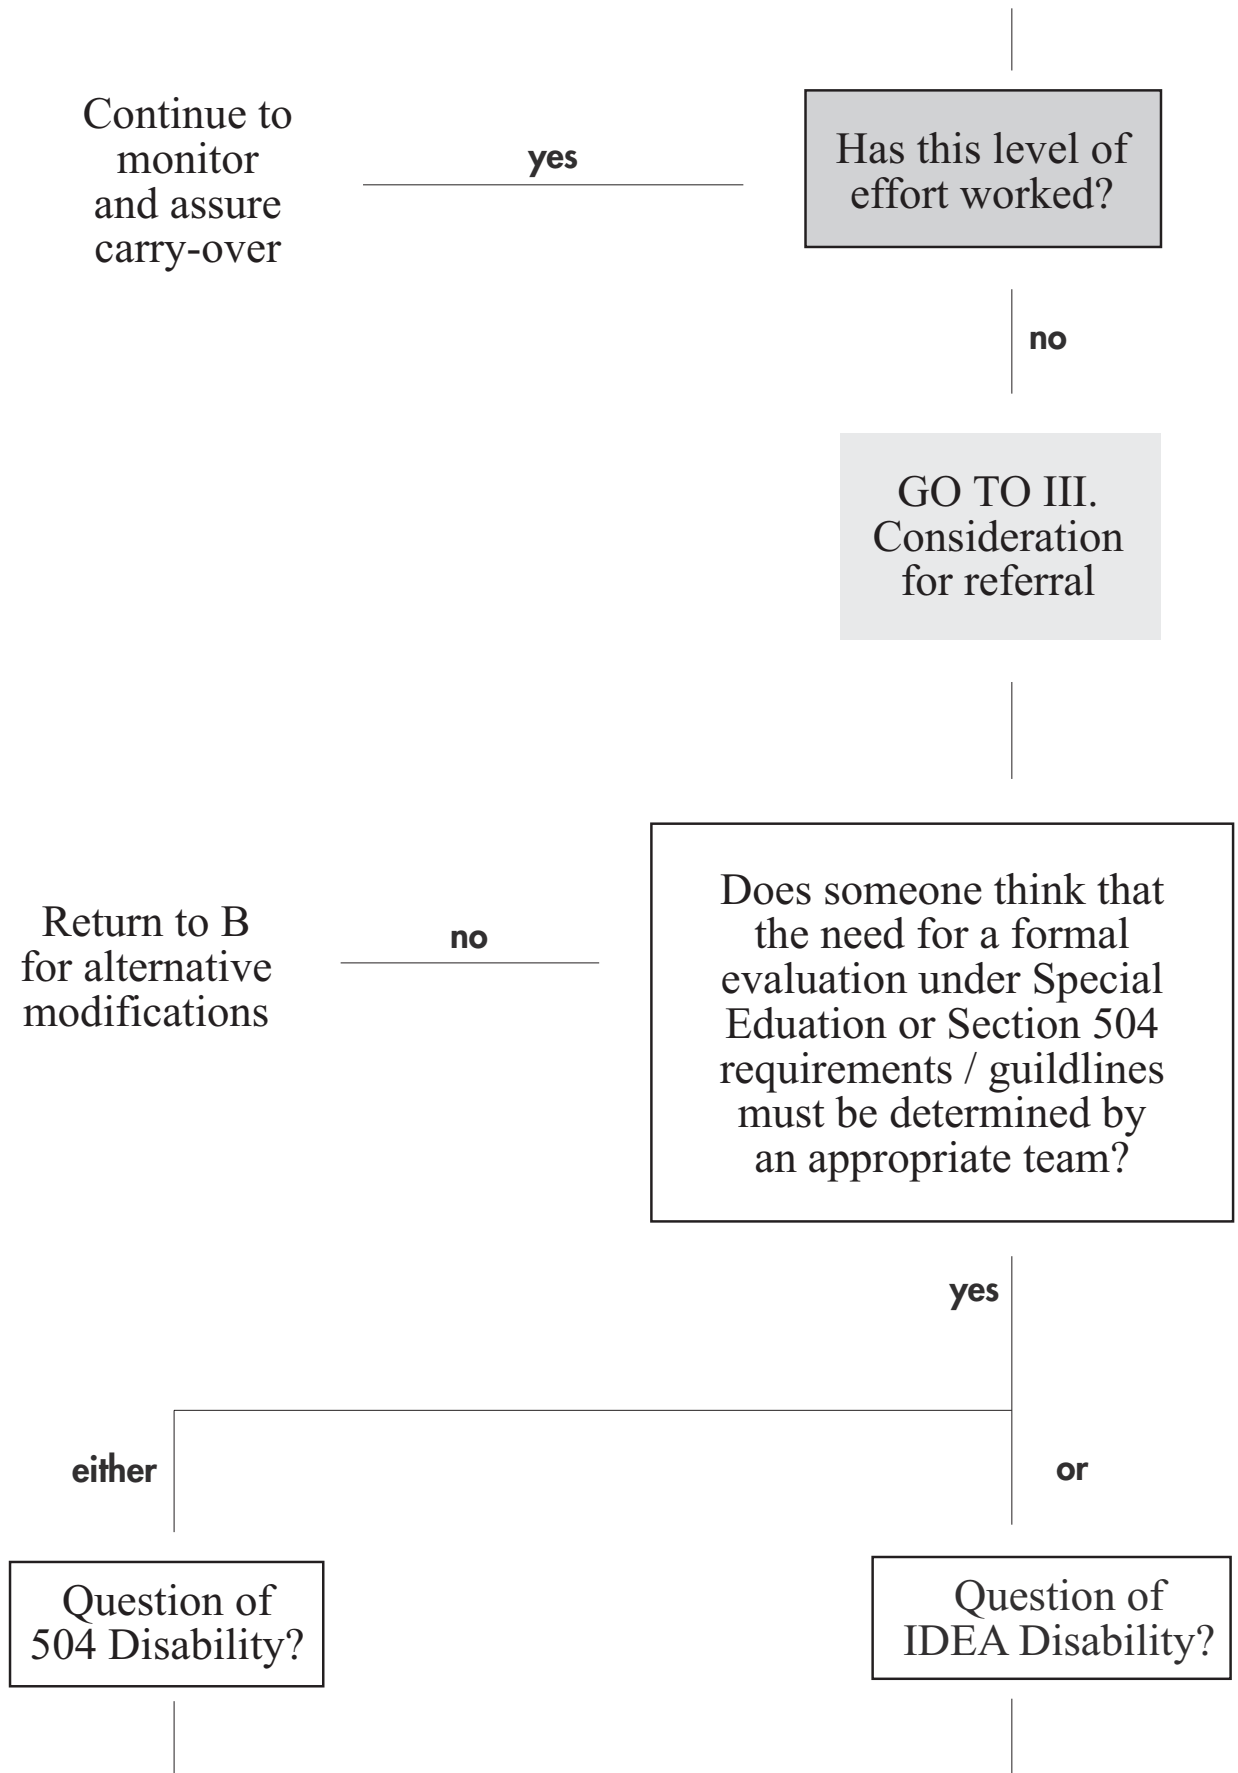 Continue to
monitor
and assure
carry-over
yes
Has this level of
effort worked?
no
GO TO III.
Consideration
for referral
Return to B
for alternative
modifications
no
Does someone think that
the need for a formal
evaluation under Special
Eduation or Section 504
requirements / guildlines
must be determined by
an appropriate team?
yes
either
or
Question of
504 Disability?
Question of
IDEA Disability?